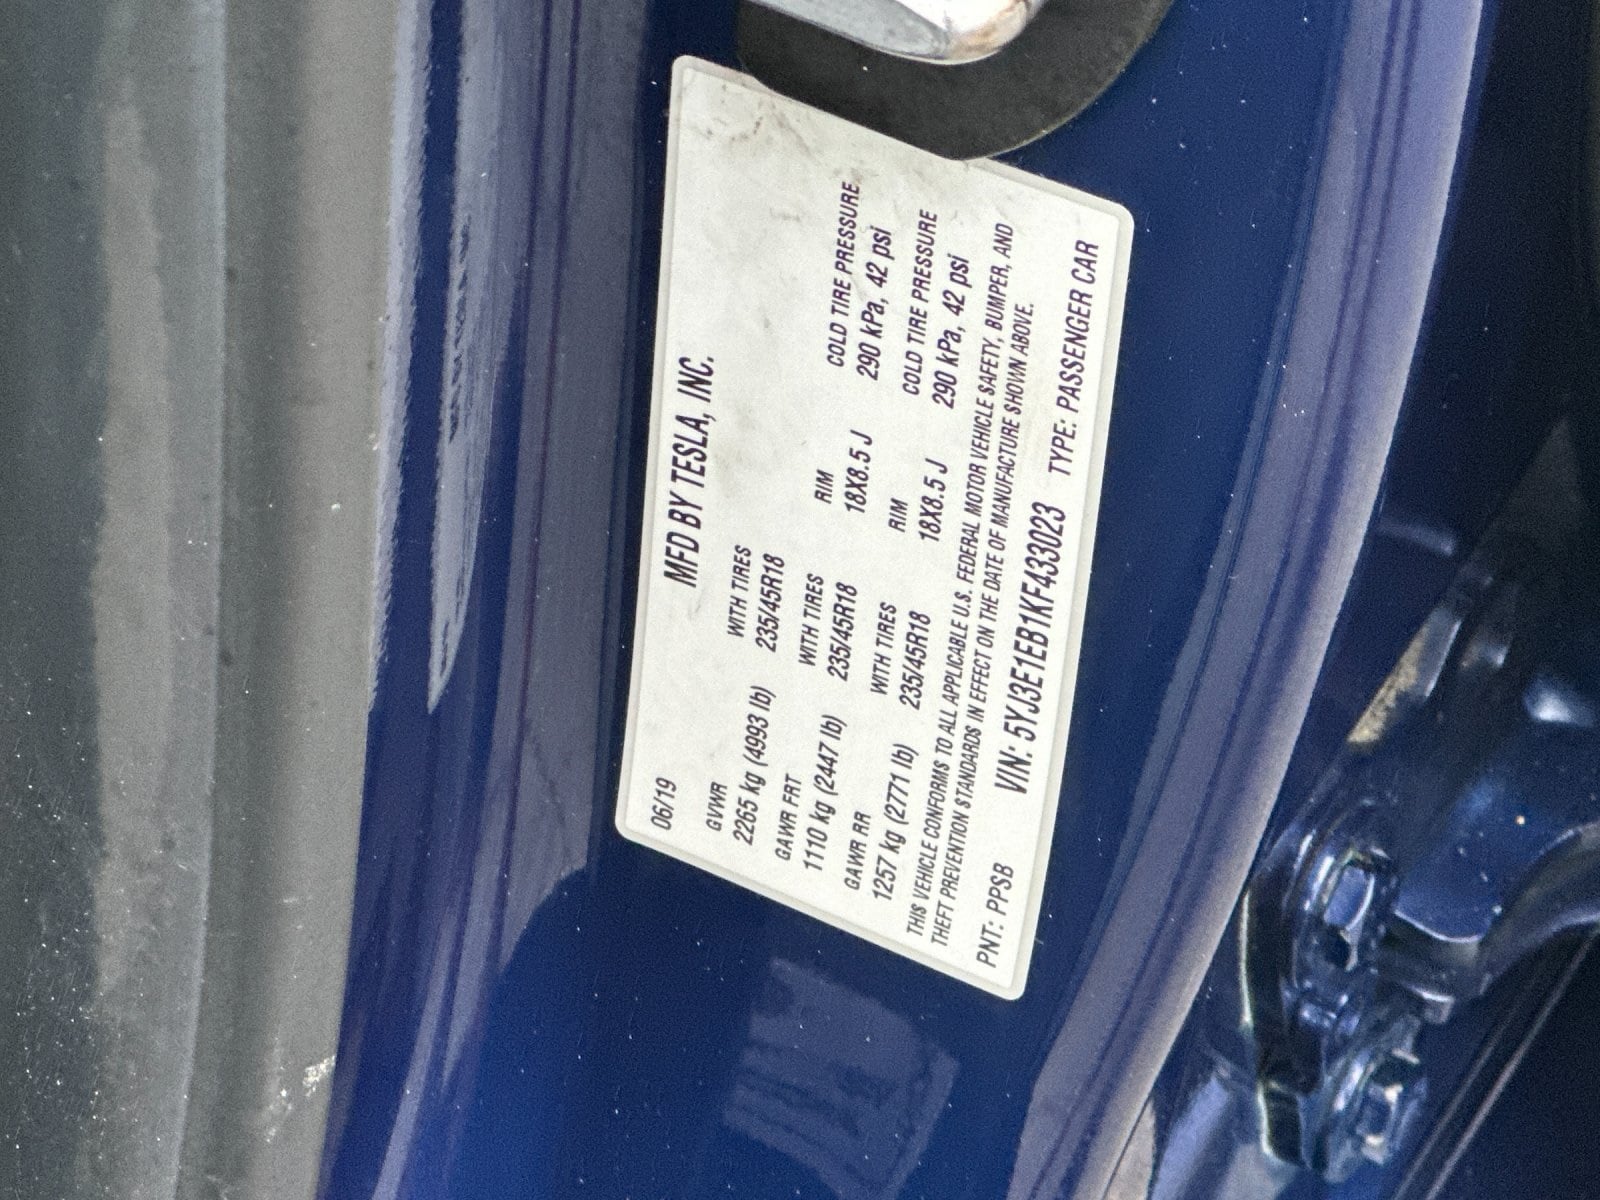 06/19 MFD BY TESLA, INC.
GVWR WITH TIRES
2265 kg (4993 lb) 235/45R18
GAWR FRT WITH TIRES RIM COLD TIRE PRESSURE
1110 kg (2447 lb) 235/45R18 18X8.5 J 290 kPa, 42 psi
GAWR RR WITH TIRES RIM COLD TIRE PRESSURE
1257 kg (2771 lb) 235/45R18 18X8.5 J 290 kPa, 42 psi
THIS VEHICLE CONFORMS TO ALL APPLICABLE U.S. FEDERAL MOTOR VEHICLE SAFETY, BUMPER, AND
THEFT PREVENTION STANDARDS IN EFFECT ON THE DATE OF MANUFACTURE SHOWN ABOVE.
PNT: PPSB VIN: 5YJ3E1EB1KF433023 TYPE: PASSENGER CAR